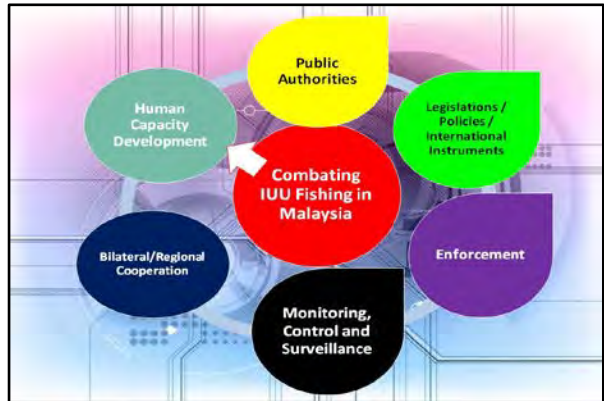 Public
Authorities
Human
Capacity
Development
Legislations /
Policies /
International
Instruments
Combating
IUU Fishing in
Malaysia
Bilateral/Regional
Cooperation
Enforcement
Monitoring,
Control and
Surveillance